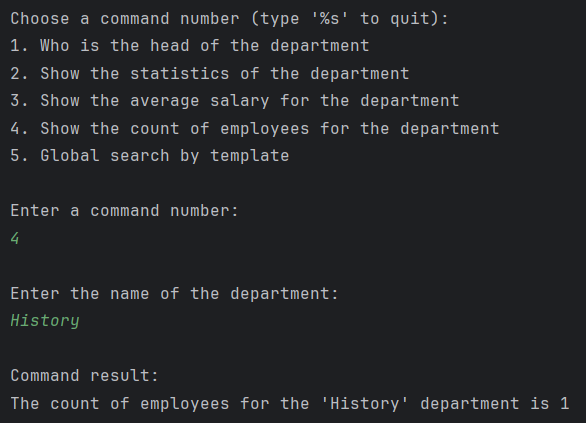 Choose a command number (type '%s' to quit):
1. Who is the head of the department
2. Show the statistics of the department
3. Show the average salary for the department
4. Show the count of employees for the department
5. Global search by template
Enter a command number:
4
Enter the name of the department:
History
Command result:
The count of employees for the 'History' department is 1